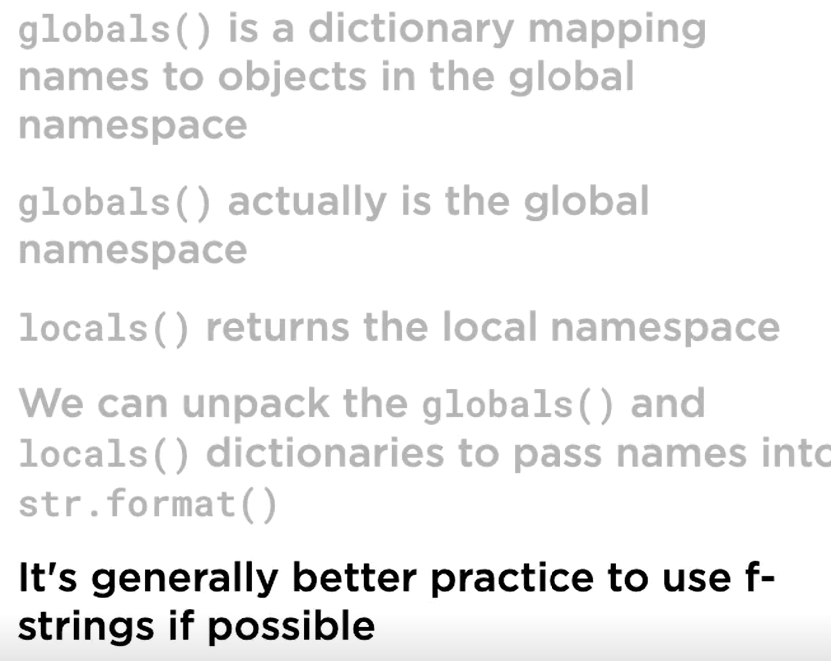 globals() is a dictionary mapping
names to objects in the global
namespace
globals() actually is the global
namespace
locals() returns the local namespace
We can unpack the globals() and
locals() dictionaries to pass names into
str.format()
It's generally better practice to use f-
strings if possible